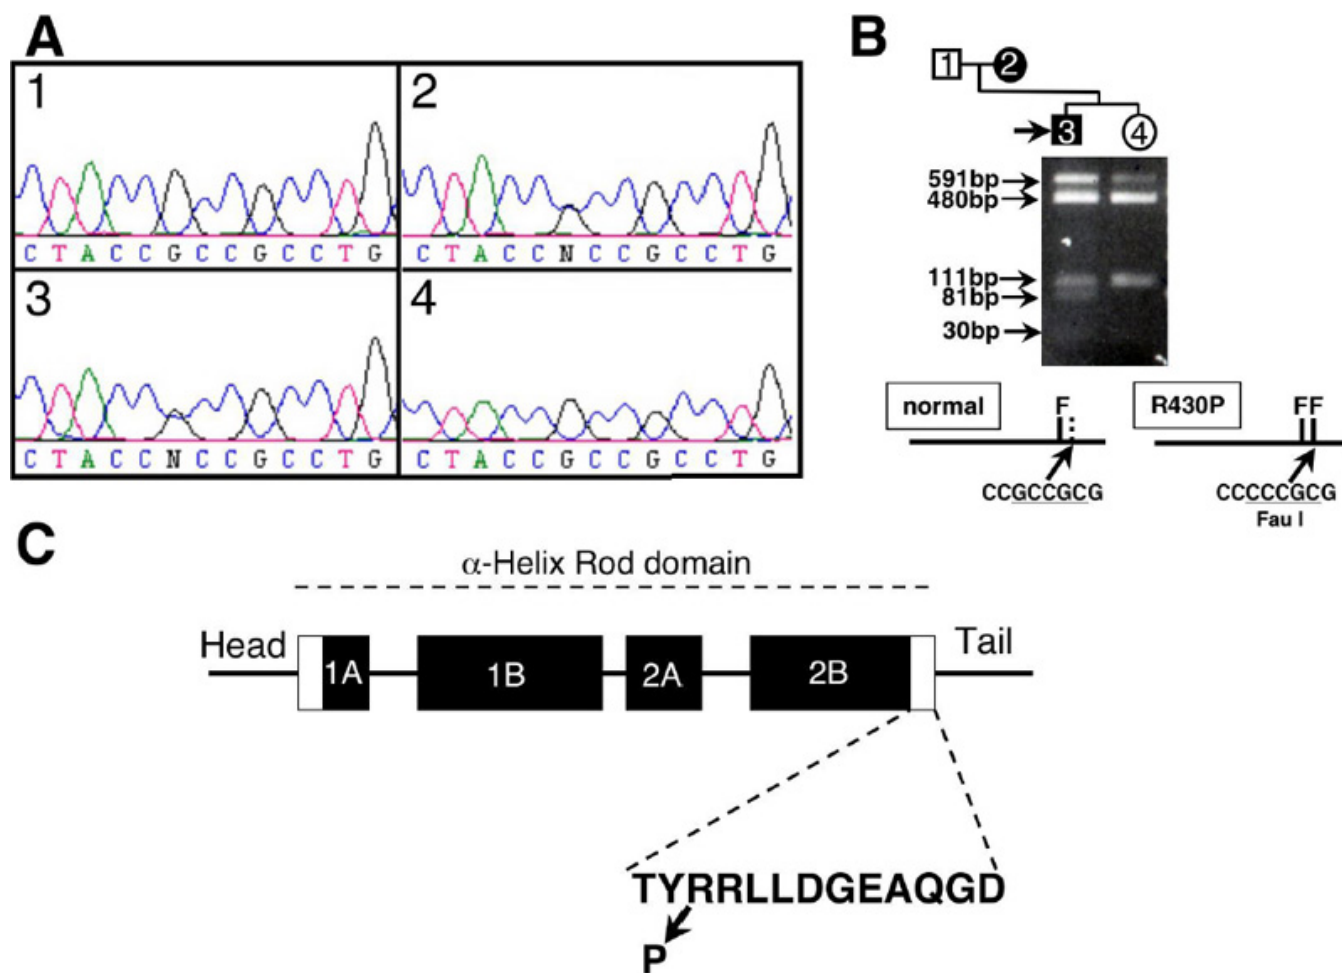 A
1
2
C T A C C G C C G C C T G
C T A C C N C C G C C T G
3
4
C T A C C N C C G C C T G
C T A C C G C C G C C T G
B
1
2
3
4
591bp
480bp
111bp
81bp
30bp
normal
F
CCGCCGCG
R430P
FF
CCCCCGCG
Fau I
C
α-Helix Rod domain
Head
1A
1B
2A
2B
Tail
TYRRLLDGEAQGD
P